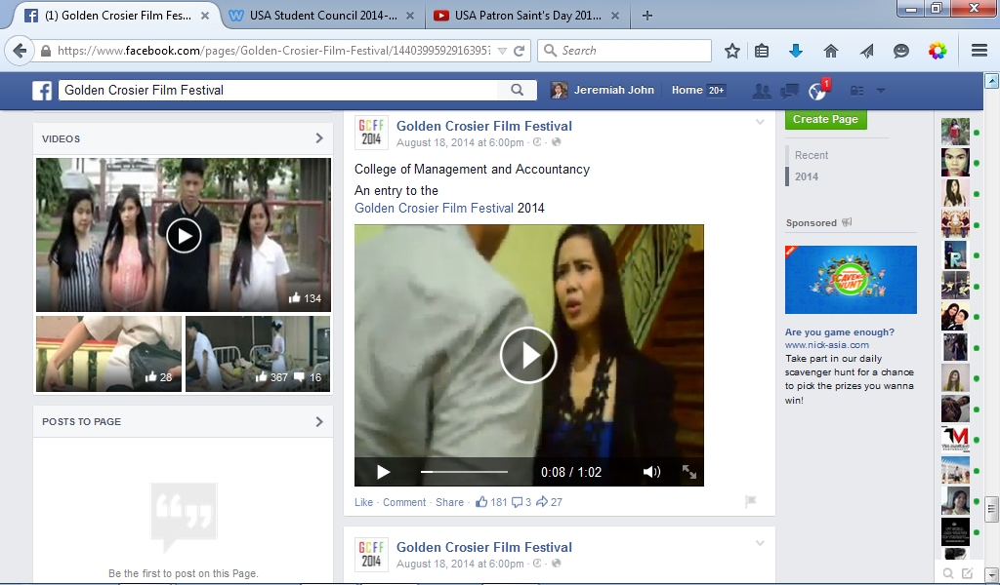 (1) Golden Crosier Film Fes...
USA Student Council 2014-...
USA Patron Saint's Day 201...
https://www.facebook.com/pages/Golden-Crosier-Film-Festival/1440399592916395?
Search
Golden Crosier Film Festival
Jeremiah John
Home 20+
1
VIDEOS
134
28
367 16
POSTS TO PAGE
Be the first to post on this Page.
GCFF
2014
Golden Crosier Film Festival
August 18, 2014 at 6:00pm ·
College of Management and Accountancy
An entry to the
Golden Crosier Film Festival 2014
0:08 / 1:02
Like · Comment · Share · 181 3 27
GCFF
2014
Golden Crosier Film Festival
August 18, 2014 at 6:00pm ·
Create Page
Recent
2014
Sponsored
SCAVENGER
HUNT
Are you game enough?
www.nick-asia.com
Take part in our daily
scavenger hunt for a chance
to pick the prizes you wanna
win!